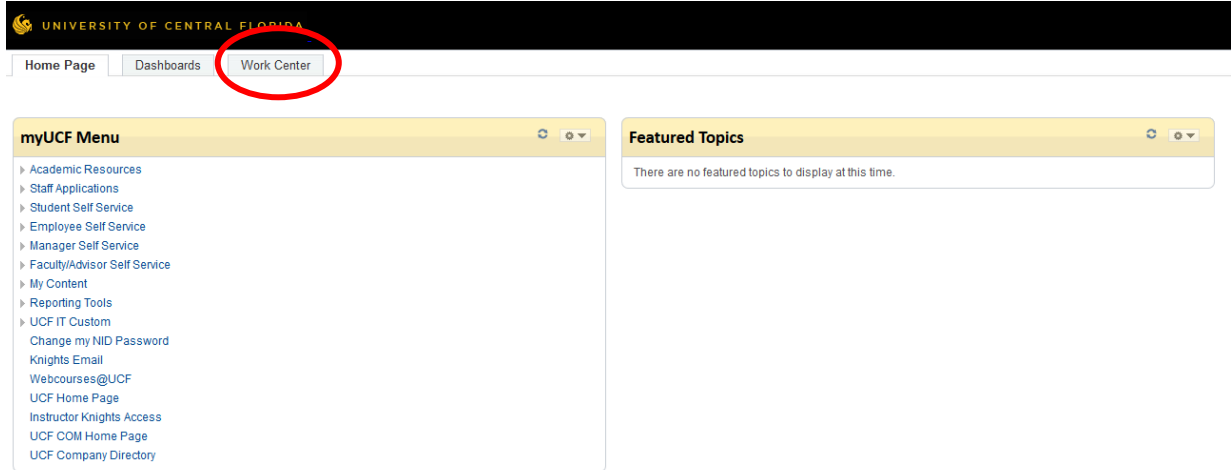 UNIVERSITY OF CENTRAL FLORIDA
Home Page Dashboards Work Center
myUCF Menu
Academic Resources
Staff Applications
Student Self Service
Employee Self Service
Manager Self Service
Faculty/Advisor Self Service
My Content
Reporting Tools
UCF IT Custom
Change my NID Password
Knights Email
Webcourses@UCF
UCF Home Page
Instructor Knights Access
UCF COM Home Page
UCF Company Directory
Featured Topics
There are no featured topics to display at this time.